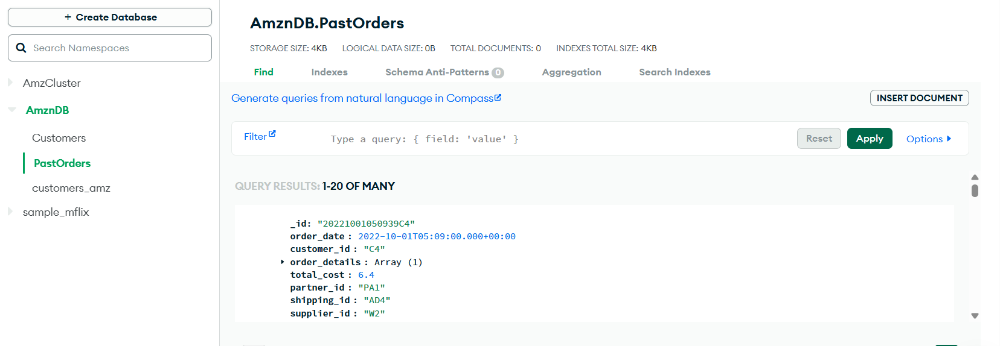 + Create Database
Search Namespaces
AmzCluster
AmznDB
Customers
PastOrders
customers_amz
sample_mflix
AmznDB.PastOrders
STORAGE SIZE: 4KB LOGICAL DATA SIZE: 0B TOTAL DOCUMENTS: 0 INDEXES TOTAL SIZE: 4KB
Find Indexes Schema Anti-Patterns 0 Aggregation Search Indexes
Generate queries from natural language in Compass
INSERT DOCUMENT
Filter Type a query: { field: 'value' } Reset Apply Options
QUERY RESULTS: 1-20 OF MANY
_id: "20221001050939C4"
order_date : 2022-10-01T05:09:00.000+00:00
customer_id : "C4"
order_details : Array (1)
total_cost : 6.4
partner_id : "PA1"
shipping_id : "AD4"
supplier_id : "W2"